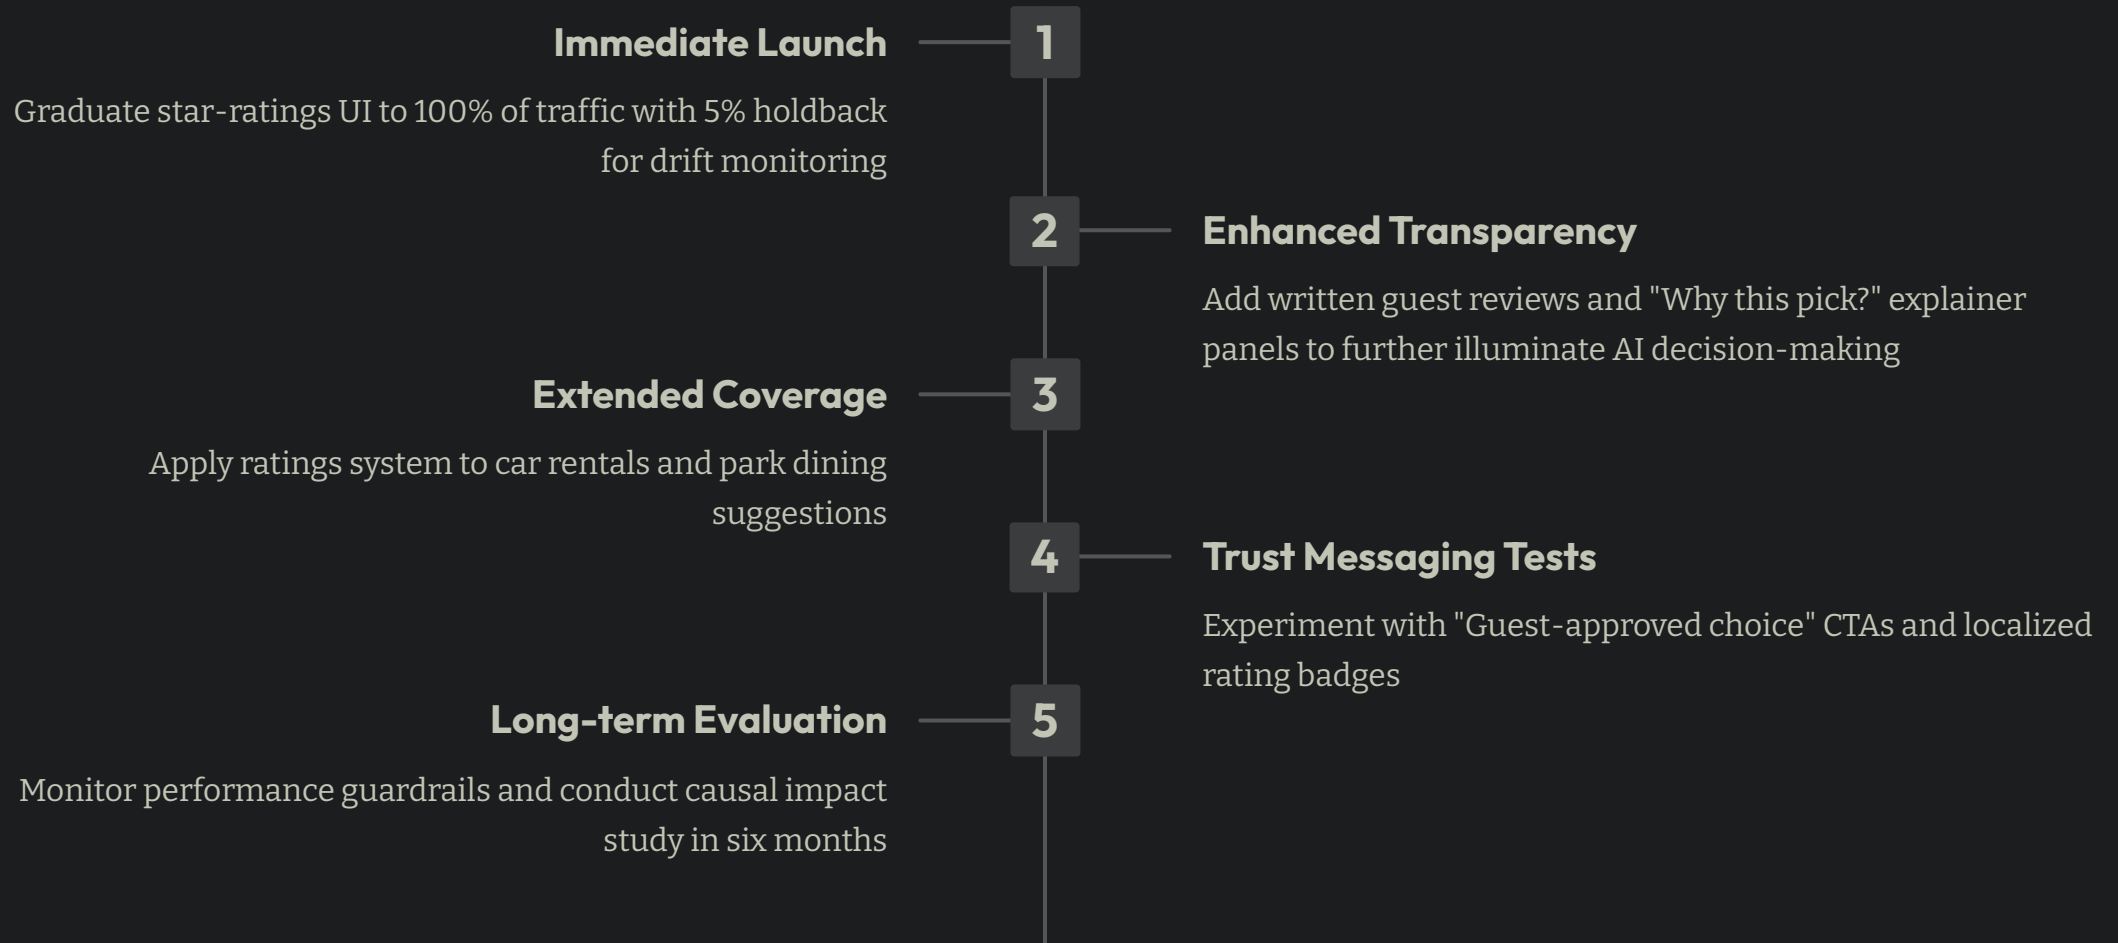 Immediate Launch
1
Graduate star-ratings UI to 100% of traffic with 5% holdback
for drift monitoring
2
Enhanced Transparency
Add written guest reviews and "Why this pick?" explainer
panels to further illuminate AI decision-making
Extended Coverage
3
Apply ratings system to car rentals and park dining
suggestions
4
Trust Messaging Tests
Experiment with "Guest-approved choice" CTAs and localized
rating badges
Long-term Evaluation
5
Monitor performance guardrails and conduct causal impact
study in six months